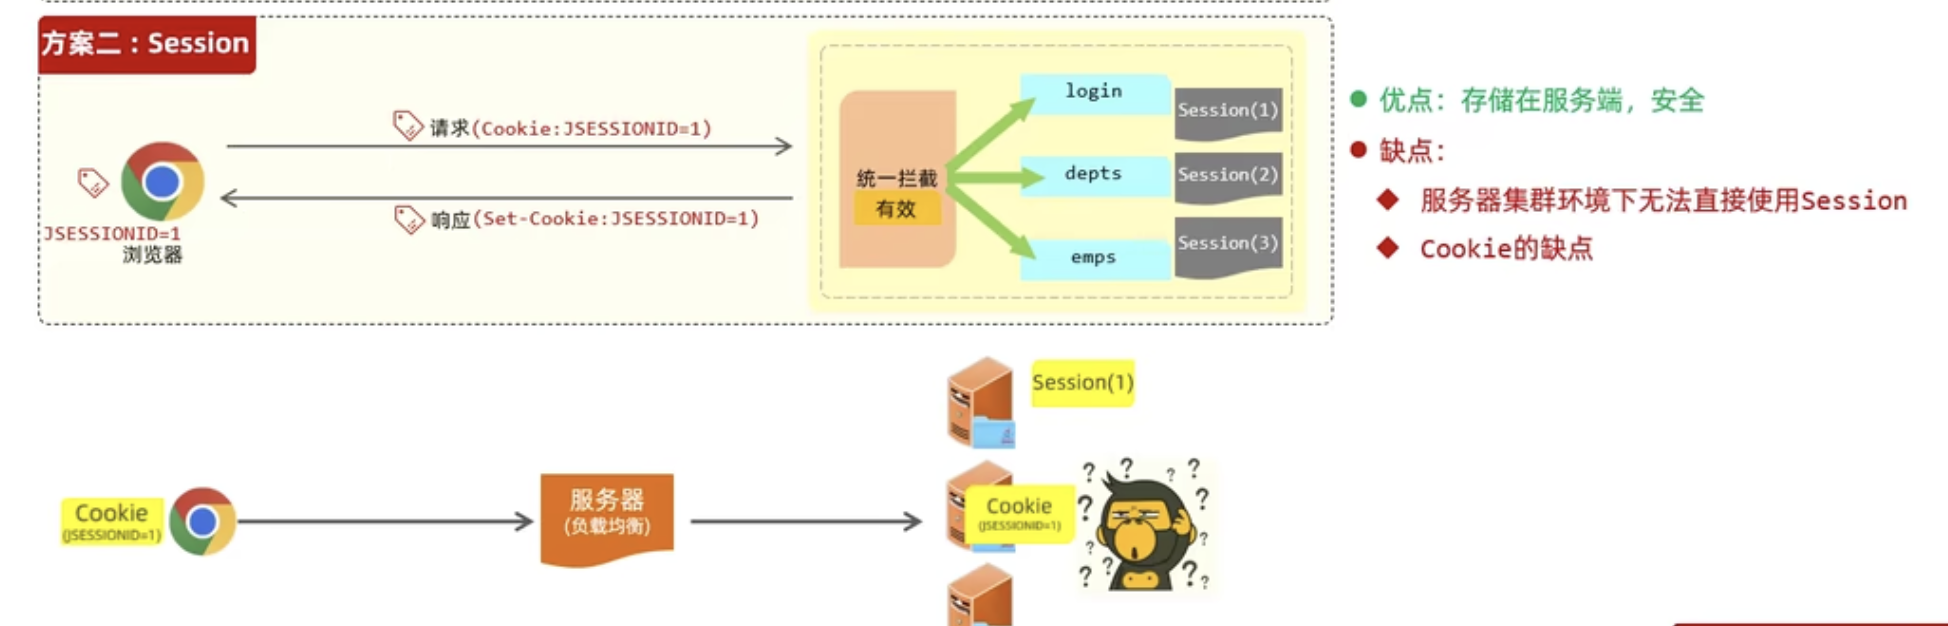 方案二：Session
请求(Cookie:JSESSIONID=1)
响应(Set-Cookie:JSESSIONID=1)
JSESSIONID=1
浏览器
统一拦截
有效
login
depts
emps
Session(1)
Session(2)
Session(3)
优点：存储在服务端，安全
缺点：
服务器集群环境下无法直接使用Session
Cookie的缺点
Cookie
(JSESSIONID=1)
服务器
(负载均衡)
Session(1)
Cookie
(JSESSIONID=1)
? ? ? ? ? ? ? ? ? ? ? ?